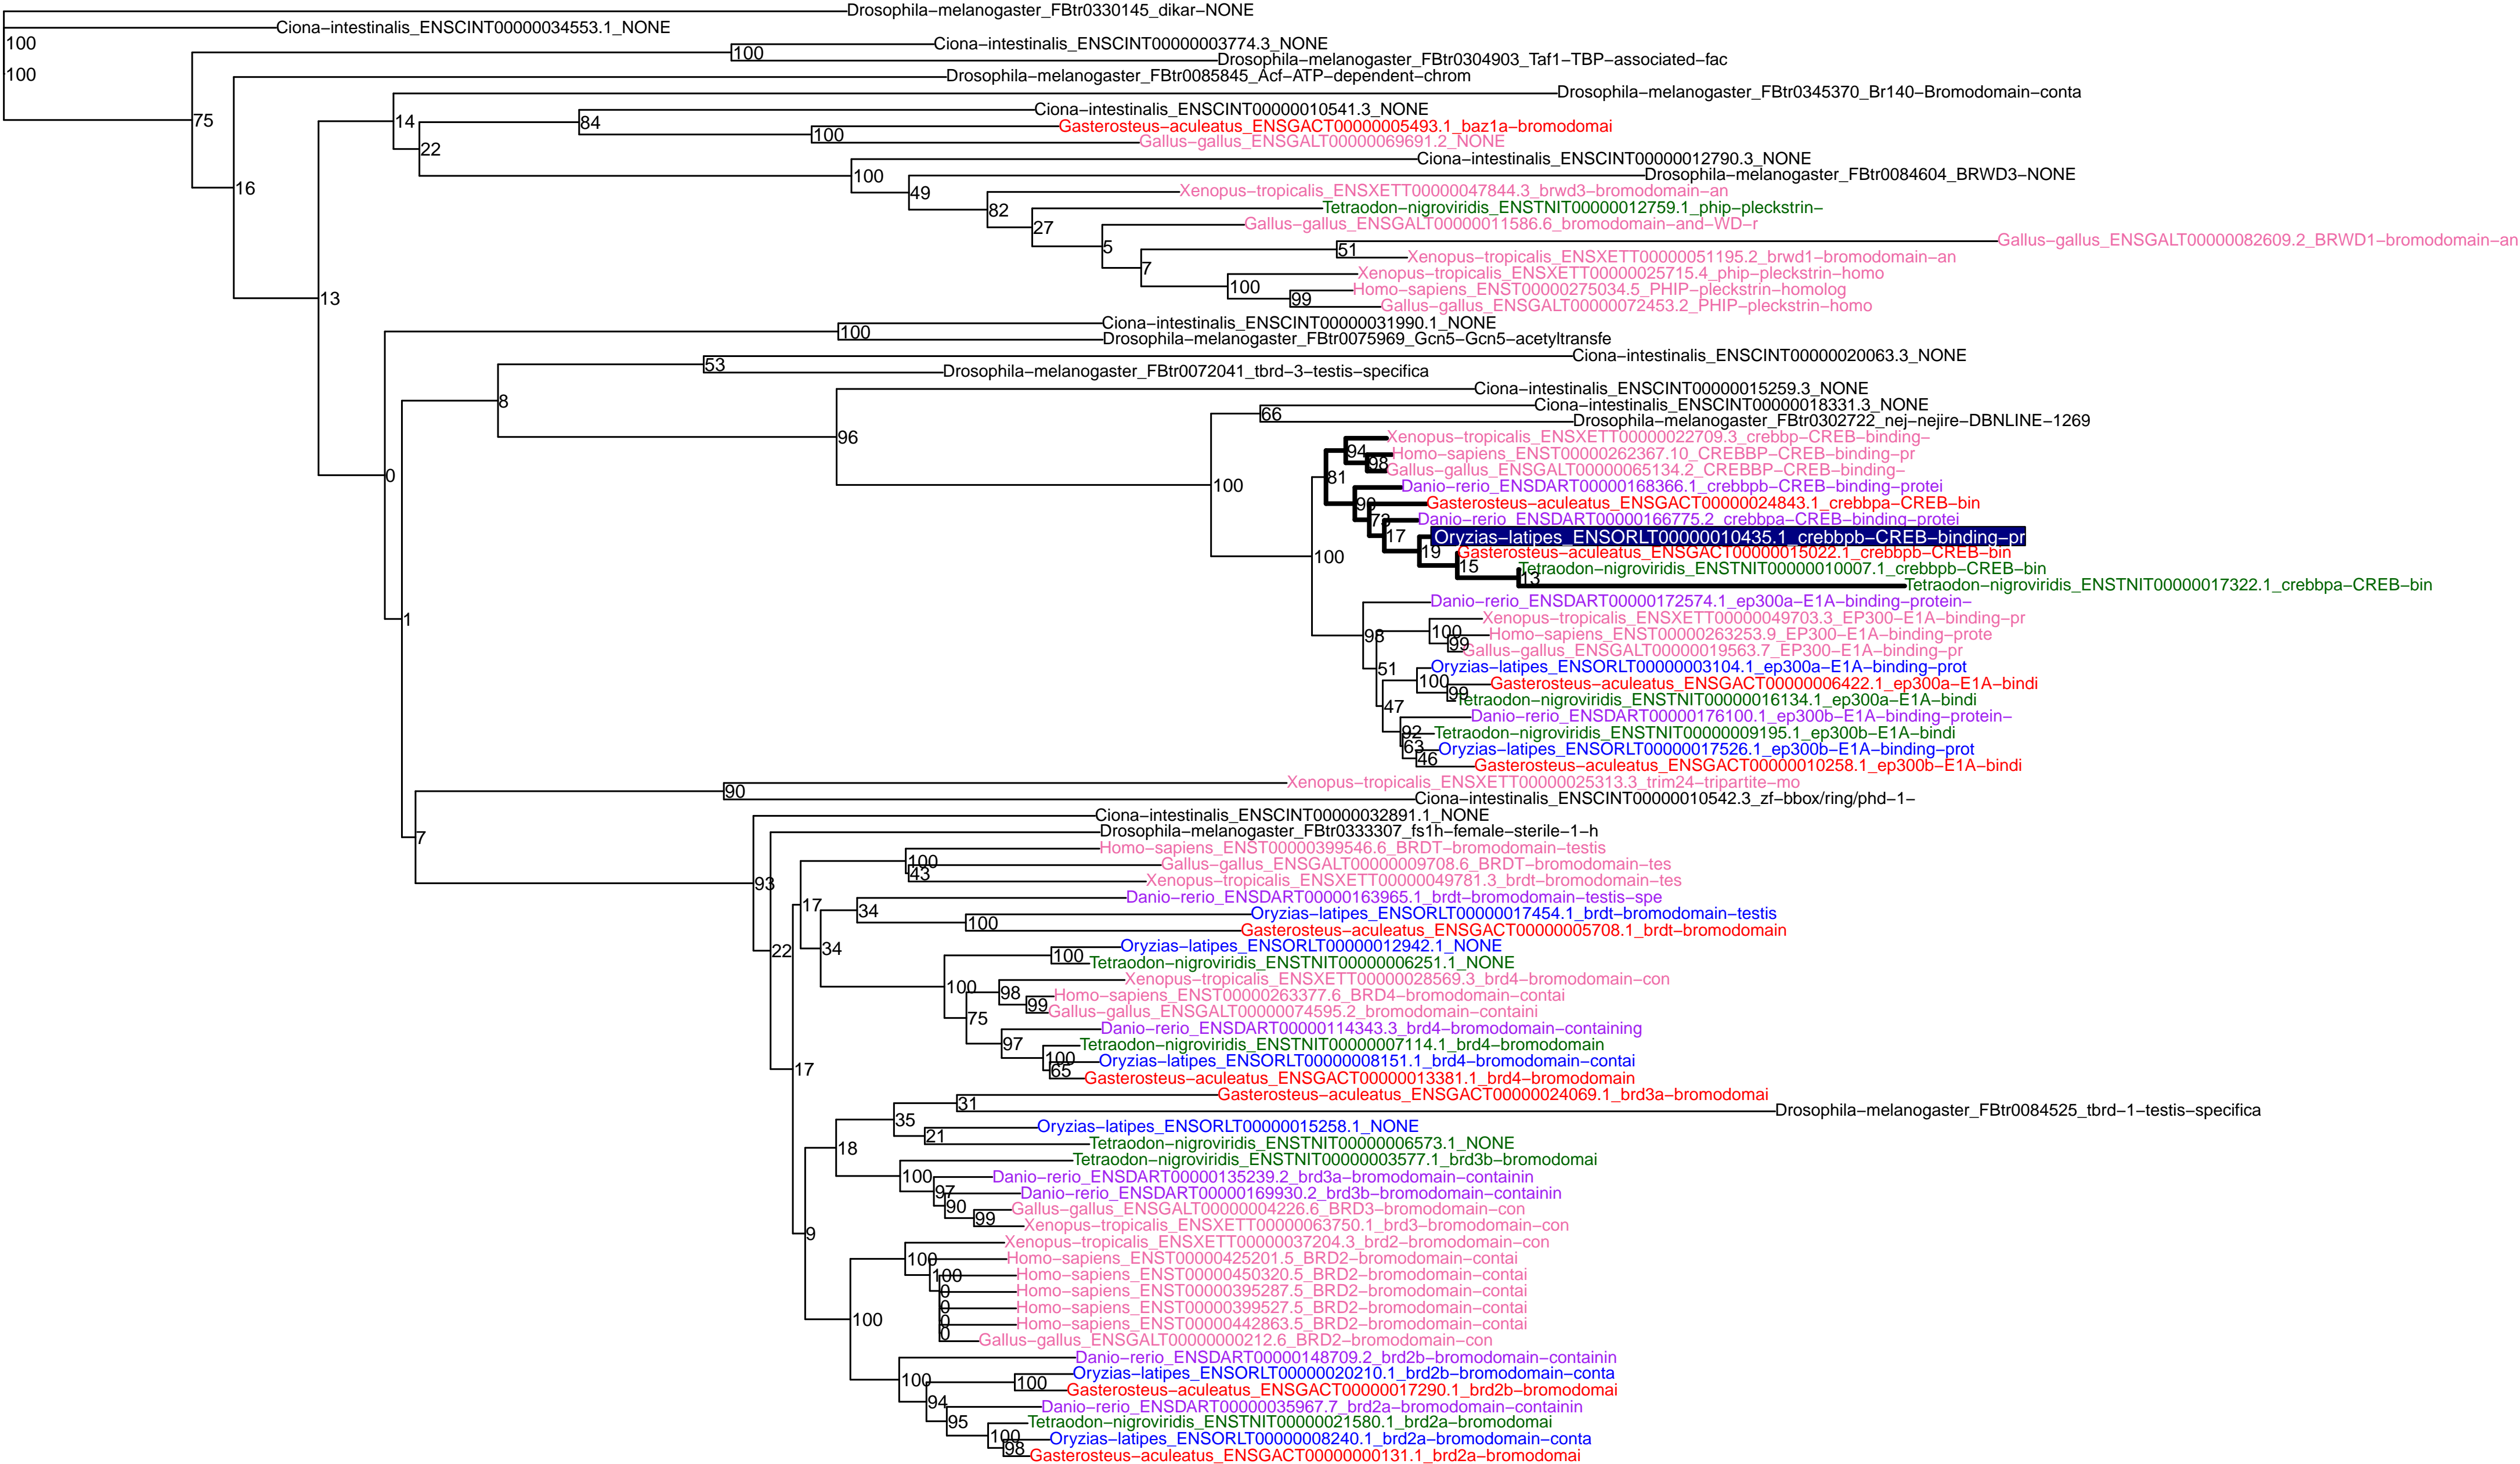 Drosophila−melanogaster_FBtr0330145_dikar−NONE
Ciona−intestinalis_ENSCINT00000034553.1_NONE
100
Ciona−intestinalis_ENSCINT00000003774.3_NONE
100
Drosophila−melanogaster_FBtr0304903_Taf1−TBP−associated−fac
100
Drosophila−melanogaster_FBtr0085845_Acf−ATP−dependent−chrom
Drosophila−melanogaster_FBtr0345370_Br140−Bromodomain−conta
Ciona−intestinalis_ENSCINT00000010541.3_NONE
75
14
84
Gasterosteus−aculeatus_ENSGACT00000005493.1_baz1a−bromodomai
100
Gallus−gallus_ENSGALT00000069691.2_NONE
22
Ciona−intestinalis_ENSCINT00000012790.3_NONE
100
Drosophila−melanogaster_FBtr0084604_BRWD3−NONE
16
49
Xenopus−tropicalis_ENSXETT00000047844.3_brwd3−bromodomain−an
82
Tetraodon−nigroviridis_ENSTNIT00000012759.1_phip−pleckstrin−
27
Gallus−gallus_ENSGALT00000011586.6_bromodomain−and−WD−r
5
Gallus−gallus_ENSGALT00000082609.2_BRWD1−bromodomain−an
51
Xenopus−tropicalis_ENSXETT00000051195.2_brwd1−bromodomain−an
7
Xenopus−tropicalis_ENSXETT00000025715.4_phip−pleckstrin−homo
100
Homo−sapiens_ENST00000275034.5_PHIP−pleckstrin−homolog
13
99
Gallus−gallus_ENSGALT00000072453.2_PHIP−pleckstrin−homo
Ciona−intestinalis_ENSCINT00000031990.1_NONE
100
Drosophila−melanogaster_FBtr0075969_Gcn5−Gcn5−acetyltransfe
Ciona−intestinalis_ENSCINT00000020063.3_NONE
53
Drosophila−melanogaster_FBtr0072041_tbrd−3−testis−specifica
Ciona−intestinalis_ENSCINT00000015259.3_NONE
8
Ciona−intestinalis_ENSCINT00000018331.3_NONE
66
Drosophila−melanogaster_FBtr0302722_nej−nejire−DBNLINE−1269
96
Xenopus−tropicalis_ENSXETT00000022709.3_crebbp−CREB−binding−
94
Homo−sapiens_ENST00000262367.10_CREBBP−CREB−binding−pr
98
Gallus−gallus_ENSGALT00000065134.2_CREBBP−CREB−binding−
0
81
100
Danio−rerio_ENSDART00000168366.1_crebbpb−CREB−binding−protei
99
Gasterosteus−aculeatus_ENSGACT00000024843.1_crebbpa−CREB−bin
73
Danio−rerio_ENSDART00000166775.2_crebbpa−CREB−binding−protei
17
Oryzias−latipes_ENSORLT00000010435.1_crebbpb−CREB−binding−pr
19
Gasterosteus−aculeatus_ENSGACT00000015022.1_crebbpb−CREB−bin
100
15
Tetraodon−nigroviridis_ENSTNIT00000010007.1_crebbpb−CREB−bin
13
Tetraodon−nigroviridis_ENSTNIT00000017322.1_crebbpa−CREB−bin
Danio−rerio_ENSDART00000172574.1_ep300a−E1A−binding−protein−
1
Xenopus−tropicalis_ENSXETT00000049703.3_EP300−E1A−binding−pr
98
100
Homo−sapiens_ENST00000263253.9_EP300−E1A−binding−prote
99
Gallus−gallus_ENSGALT00000019563.7_EP300−E1A−binding−pr
51
Oryzias−latipes_ENSORLT00000003104.1_ep300a−E1A−binding−prot
100
Gasterosteus−aculeatus_ENSGACT00000006422.1_ep300a−E1A−bindi
99
Tetraodon−nigroviridis_ENSTNIT00000016134.1_ep300a−E1A−bindi
47
Danio−rerio_ENSDART00000176100.1_ep300b−E1A−binding−protein−
92
Tetraodon−nigroviridis_ENSTNIT00000009195.1_ep300b−E1A−bindi
63
Oryzias−latipes_ENSORLT00000017526.1_ep300b−E1A−binding−prot
46
Gasterosteus−aculeatus_ENSGACT00000010258.1_ep300b−E1A−bindi
Xenopus−tropicalis_ENSXETT00000025313.3_trim24−tripartite−mo
90
Ciona−intestinalis_ENSCINT00000010542.3_zf−bbox/ring/phd−1−
Ciona−intestinalis_ENSCINT00000032891.1_NONE
7
Drosophila−melanogaster_FBtr0333307_fs1h−female−sterile−1−h
Homo−sapiens_ENST00000399546.6_BRDT−bromodomain−testis
100
Gallus−gallus_ENSGALT00000009708.6_BRDT−bromodomain−tes
43
93
Xenopus−tropicalis_ENSXETT00000049781.3_brdt−bromodomain−tes
Danio−rerio_ENSDART00000163965.1_brdt−bromodomain−testis−spe
17
34
Oryzias−latipes_ENSORLT00000017454.1_brdt−bromodomain−testis
100
Gasterosteus−aculeatus_ENSGACT00000005708.1_brdt−bromodomain
22
34
Oryzias−latipes_ENSORLT00000012942.1_NONE
100
Tetraodon−nigroviridis_ENSTNIT00000006251.1_NONE
100
Xenopus−tropicalis_ENSXETT00000028569.3_brd4−bromodomain−con
98
Homo−sapiens_ENST00000263377.6_BRD4−bromodomain−contai
99
Gallus−gallus_ENSGALT00000074595.2_bromodomain−containi
75
Danio−rerio_ENSDART00000114343.3_brd4−bromodomain−containing
97
Tetraodon−nigroviridis_ENSTNIT00000007114.1_brd4−bromodomain
100
Oryzias−latipes_ENSORLT00000008151.1_brd4−bromodomain−contai
17
65
Gasterosteus−aculeatus_ENSGACT00000013381.1_brd4−bromodomain
Gasterosteus−aculeatus_ENSGACT00000024069.1_brd3a−bromodomai
31
Drosophila−melanogaster_FBtr0084525_tbrd−1−testis−specifica
35
Oryzias−latipes_ENSORLT00000015258.1_NONE
21
Tetraodon−nigroviridis_ENSTNIT00000006573.1_NONE
18
Tetraodon−nigroviridis_ENSTNIT00000003577.1_brd3b−bromodomai
100
Danio−rerio_ENSDART00000135239.2_brd3a−bromodomain−containin
97
Danio−rerio_ENSDART00000169930.2_brd3b−bromodomain−containin
90
Gallus−gallus_ENSGALT00000004226.6_BRD3−bromodomain−con
99
Xenopus−tropicalis_ENSXETT00000063750.1_brd3−bromodomain−con
9
Xenopus−tropicalis_ENSXETT00000037204.3_brd2−bromodomain−con
100
Homo−sapiens_ENST00000425201.5_BRD2−bromodomain−contai
100
Homo−sapiens_ENST00000450320.5_BRD2−bromodomain−contai
0
Homo−sapiens_ENST00000395287.5_BRD2−bromodomain−contai
0
Homo−sapiens_ENST00000399527.5_BRD2−bromodomain−contai
100
0
Homo−sapiens_ENST00000442863.5_BRD2−bromodomain−contai
0
Gallus−gallus_ENSGALT00000000212.6_BRD2−bromodomain−con
Danio−rerio_ENSDART00000148709.2_brd2b−bromodomain−containin
100
Oryzias−latipes_ENSORLT00000020210.1_brd2b−bromodomain−conta
100
Gasterosteus−aculeatus_ENSGACT00000017290.1_brd2b−bromodomai
94
Danio−rerio_ENSDART00000035967.7_brd2a−bromodomain−containin
95
Tetraodon−nigroviridis_ENSTNIT00000021580.1_brd2a−bromodomai
100
Oryzias−latipes_ENSORLT00000008240.1_brd2a−bromodomain−conta
98
Gasterosteus−aculeatus_ENSGACT00000000131.1_brd2a−bromodomai